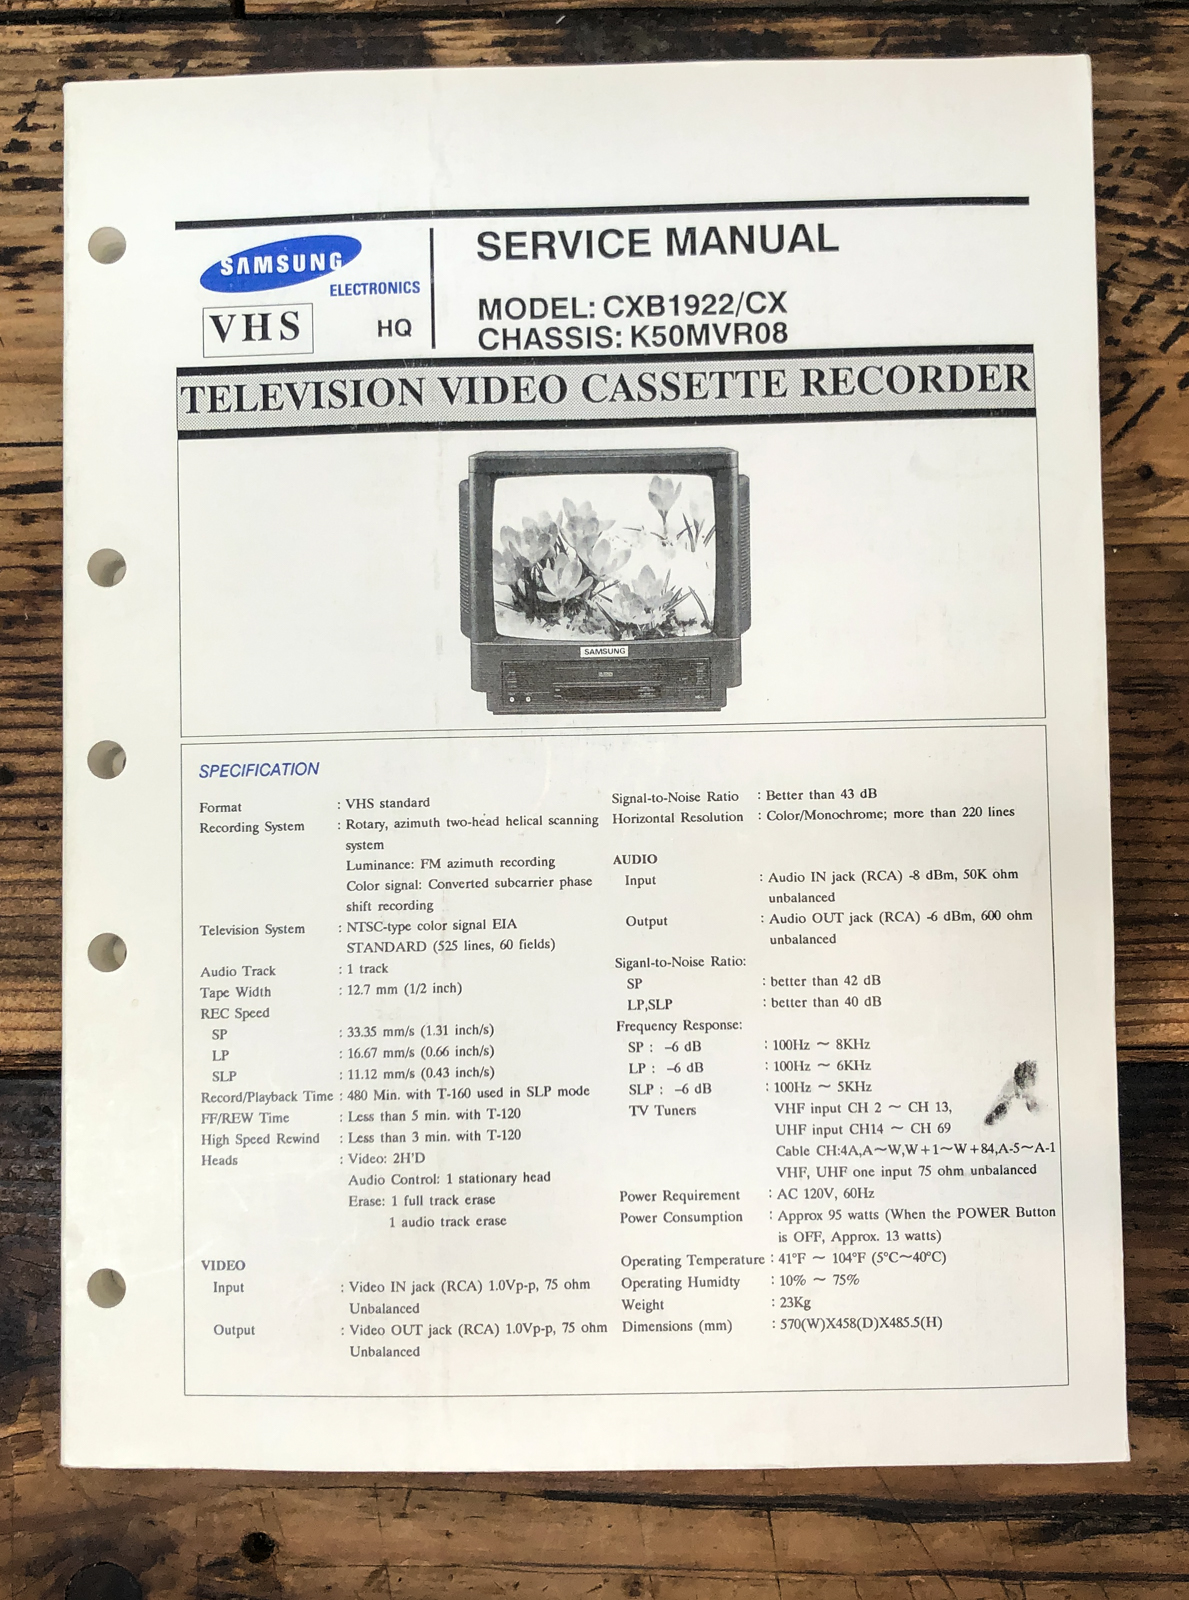 SAMSUNG
ELECTRONICS
VHS HQ
SERVICE MANUAL
MODEL: CXB1922/CX
CHASSIS: K50MVR08
TELEVISION VIDEO CASSETTE RECORDER
SAMSUNG
SPECIFICATION
Format : VHS standard
Recording System : Rotary, azimuth two-head helical scanning
system
Luminance: FM azimuth recording
Color signal: Converted subcarrier phase
shift recording
Television System : NTSC-type color signal EIA
STANDARD (525 lines, 60 fields)
Audio Track : 1 track
Tape Width : 12.7 mm (1/2 inch)
REC Speed
SP : 33.35 mm/s (1.31 inch/s)
LP : 16.67 mm/s (0.66 inch/s)
SLP : 11.12 mm/s (0.43 inch/s)
Record/Playback Time : 480 Min. with T-160 used in SLP mode
FF/REW Time : Less than 5 min. with T-120
High Speed Rewind : Less than 3 min. with T-120
Heads : Video: 2H'D
Audio Control: 1 stationary head
Erase: 1 full track erase
1 audio track erase
VIDEO
Input : Video IN jack (RCA) 1.0Vp-p, 75 ohm
Unbalanced
Output : Video OUT jack (RCA) 1.0Vp-p, 75 ohm
Unbalanced
Signal-to-Noise Ratio : Better than 43 dB
Horizontal Resolution : Color/Monochrome; more than 220 lines
AUDIO
Input : Audio IN jack (RCA) -8 dBm, 50K ohm
unbalanced
Output : Audio OUT jack (RCA) -6 dBm, 600 ohm
unbalanced
Siganl-to-Noise Ratio:
SP : better than 42 dB
LP,SLP : better than 40 dB
Frequency Response:
SP : -6 dB : 100Hz ~ 8KHz
LP : -6 dB : 100Hz ~ 6KHz
SLP : -6 dB : 100Hz ~ 5KHz
TV Tuners VHF input CH 2 ~ CH 13,
UHF input CH14 ~ CH 69
Cable CH:4A,A~W,W+1~W+84,A-5~A-1
VHF, UHF one input 75 ohm unbalanced
Power Requirement : AC 120V, 60Hz
Power Consumption : Approx 95 watts (When the POWER Button
is OFF, Approx. 13 watts)
Operating Temperature : 41°F ~ 104°F (5°C~40°C)
Operating Humidty : 10% ~ 75%
Weight : 23Kg
Dimensions (mm) : 570(W)X458(D)X485.5(H)